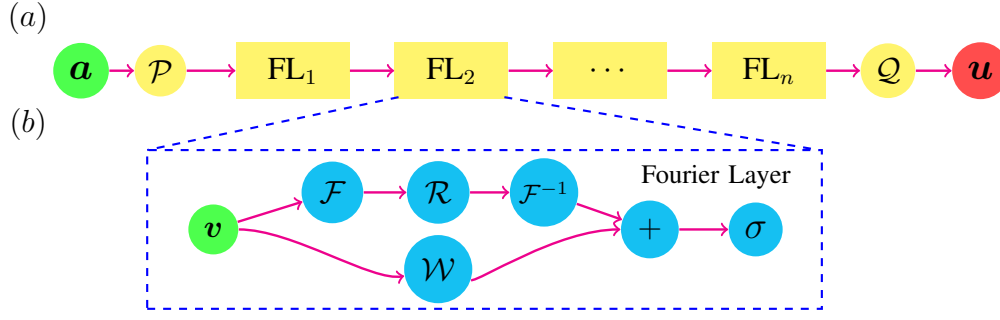 (a)
a P FL₁ FL₂ ⋯ FLₙ Q u
(b)
Fourier Layer
F R F⁻¹
v + σ
W